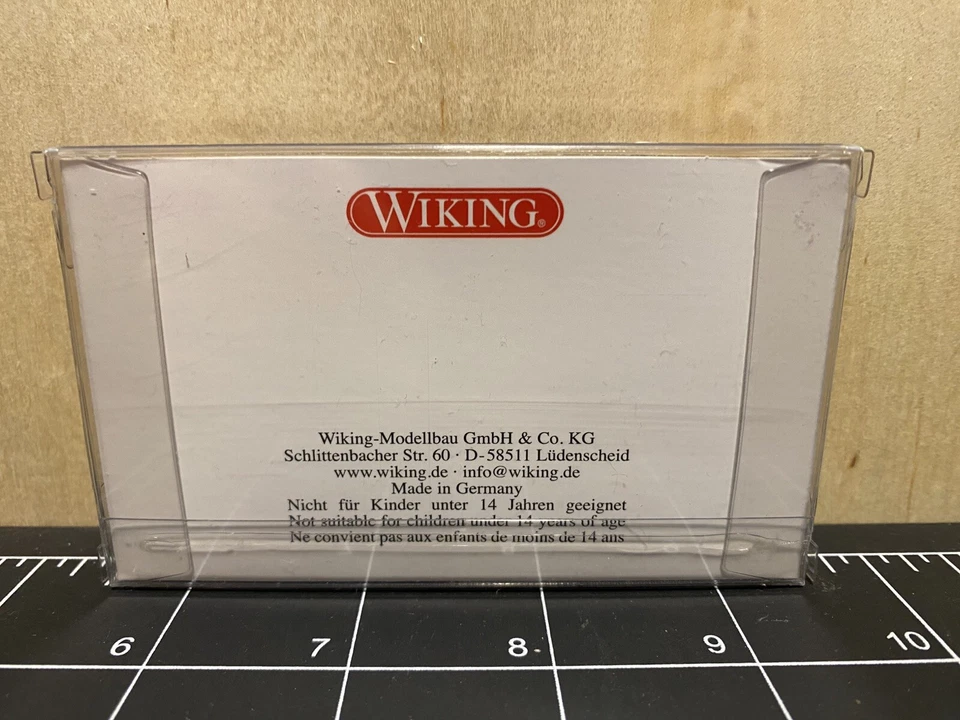 WIKING®
Wiking-Modellbau GmbH & Co. KG
Schlittenbacher Str. 60 · D-58511 Lüdenscheid
www.wiking.de · info@wiking.de
Made in Germany
Nicht für Kinder unter 14 Jahren geeignet
Not suitable for children under 14 years of age
Ne convient pas aux enfants de moins de 14 ans
6 7 8 9 10